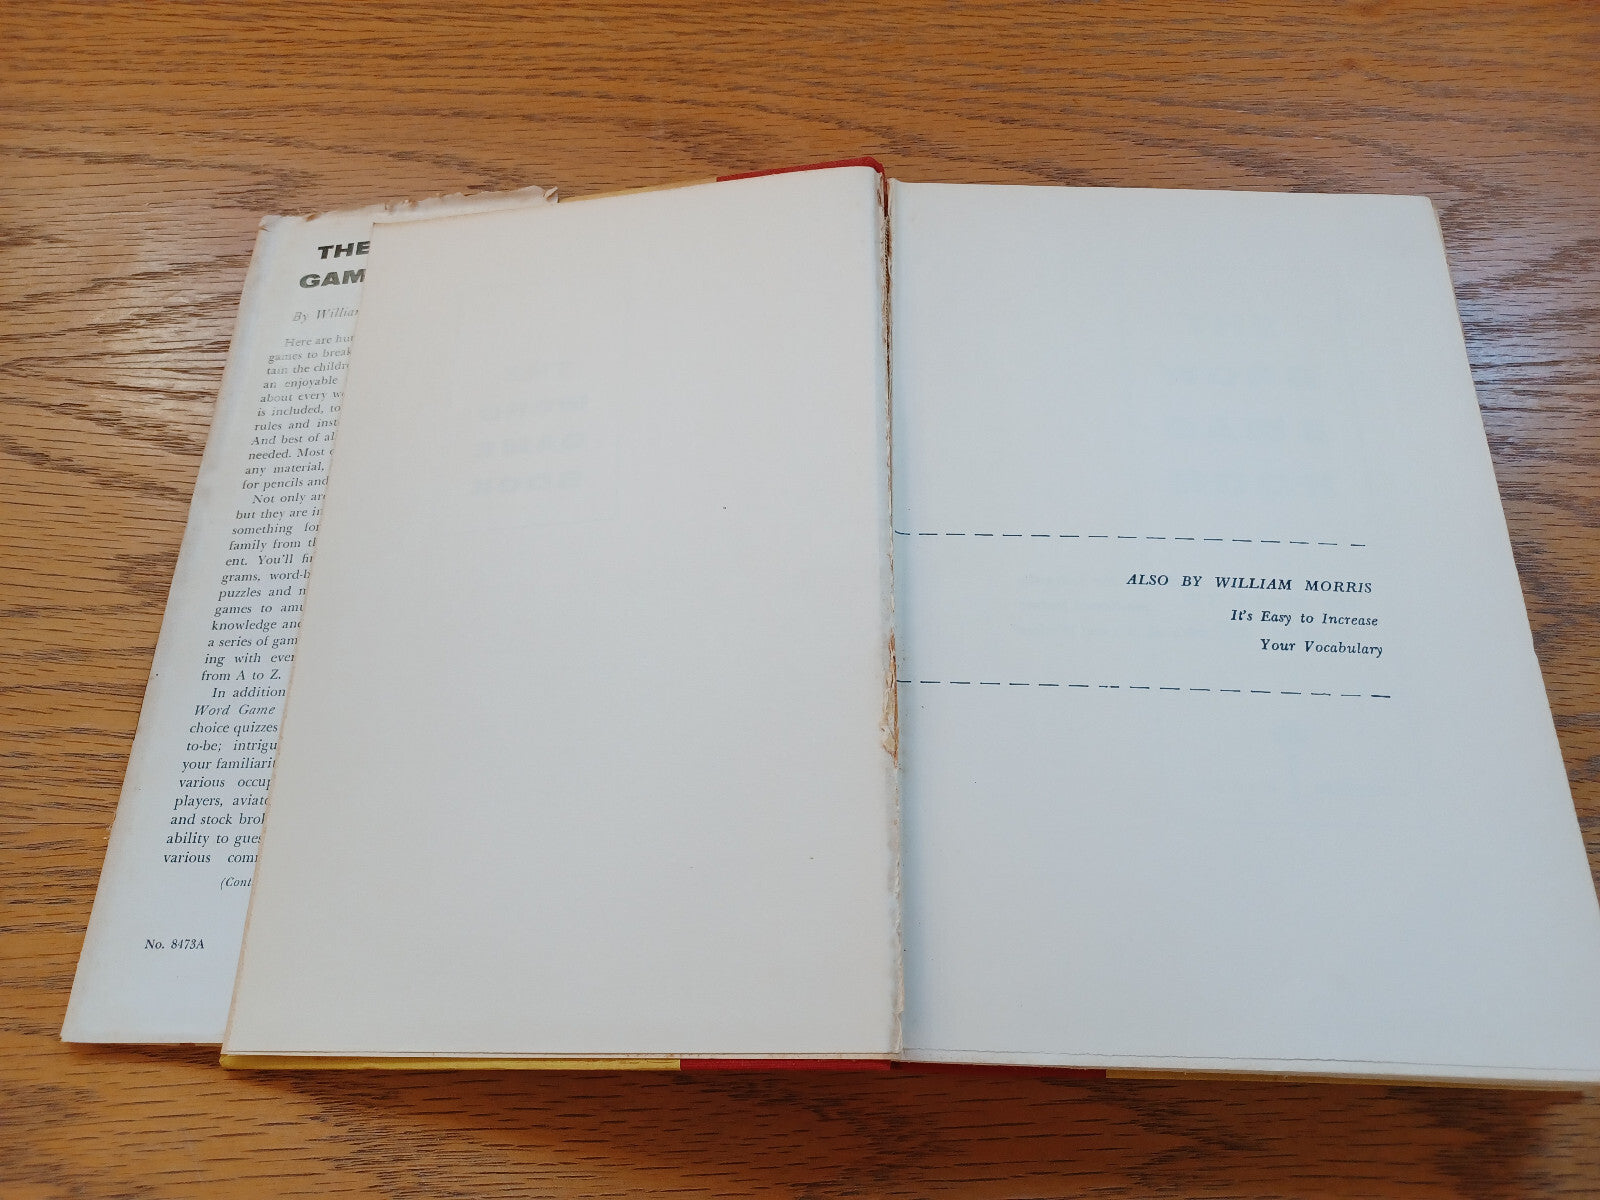 THE
GAM
By William
Here are hu
games to break
tain the childr
an enjoyable
about every w
is included, to
rules and inst
And best of al
needed. Most
any material,
for pencils and
Not only are
but they are in
something for
family from th
ent. You'll fi
grams, word-b
puzzles and n
games to amu
knowledge and
a series of gam
ing with ever
from A to Z.
In addition
Word Game
choice quizzes
to-be; intrigu
your familiarit
various occup
players, aviato
and stock brok
ability to gues
various comm
(Cont
No. 8473A
ALSO BY WILLIAM MORRIS
It's Easy to Increase
Your Vocabulary